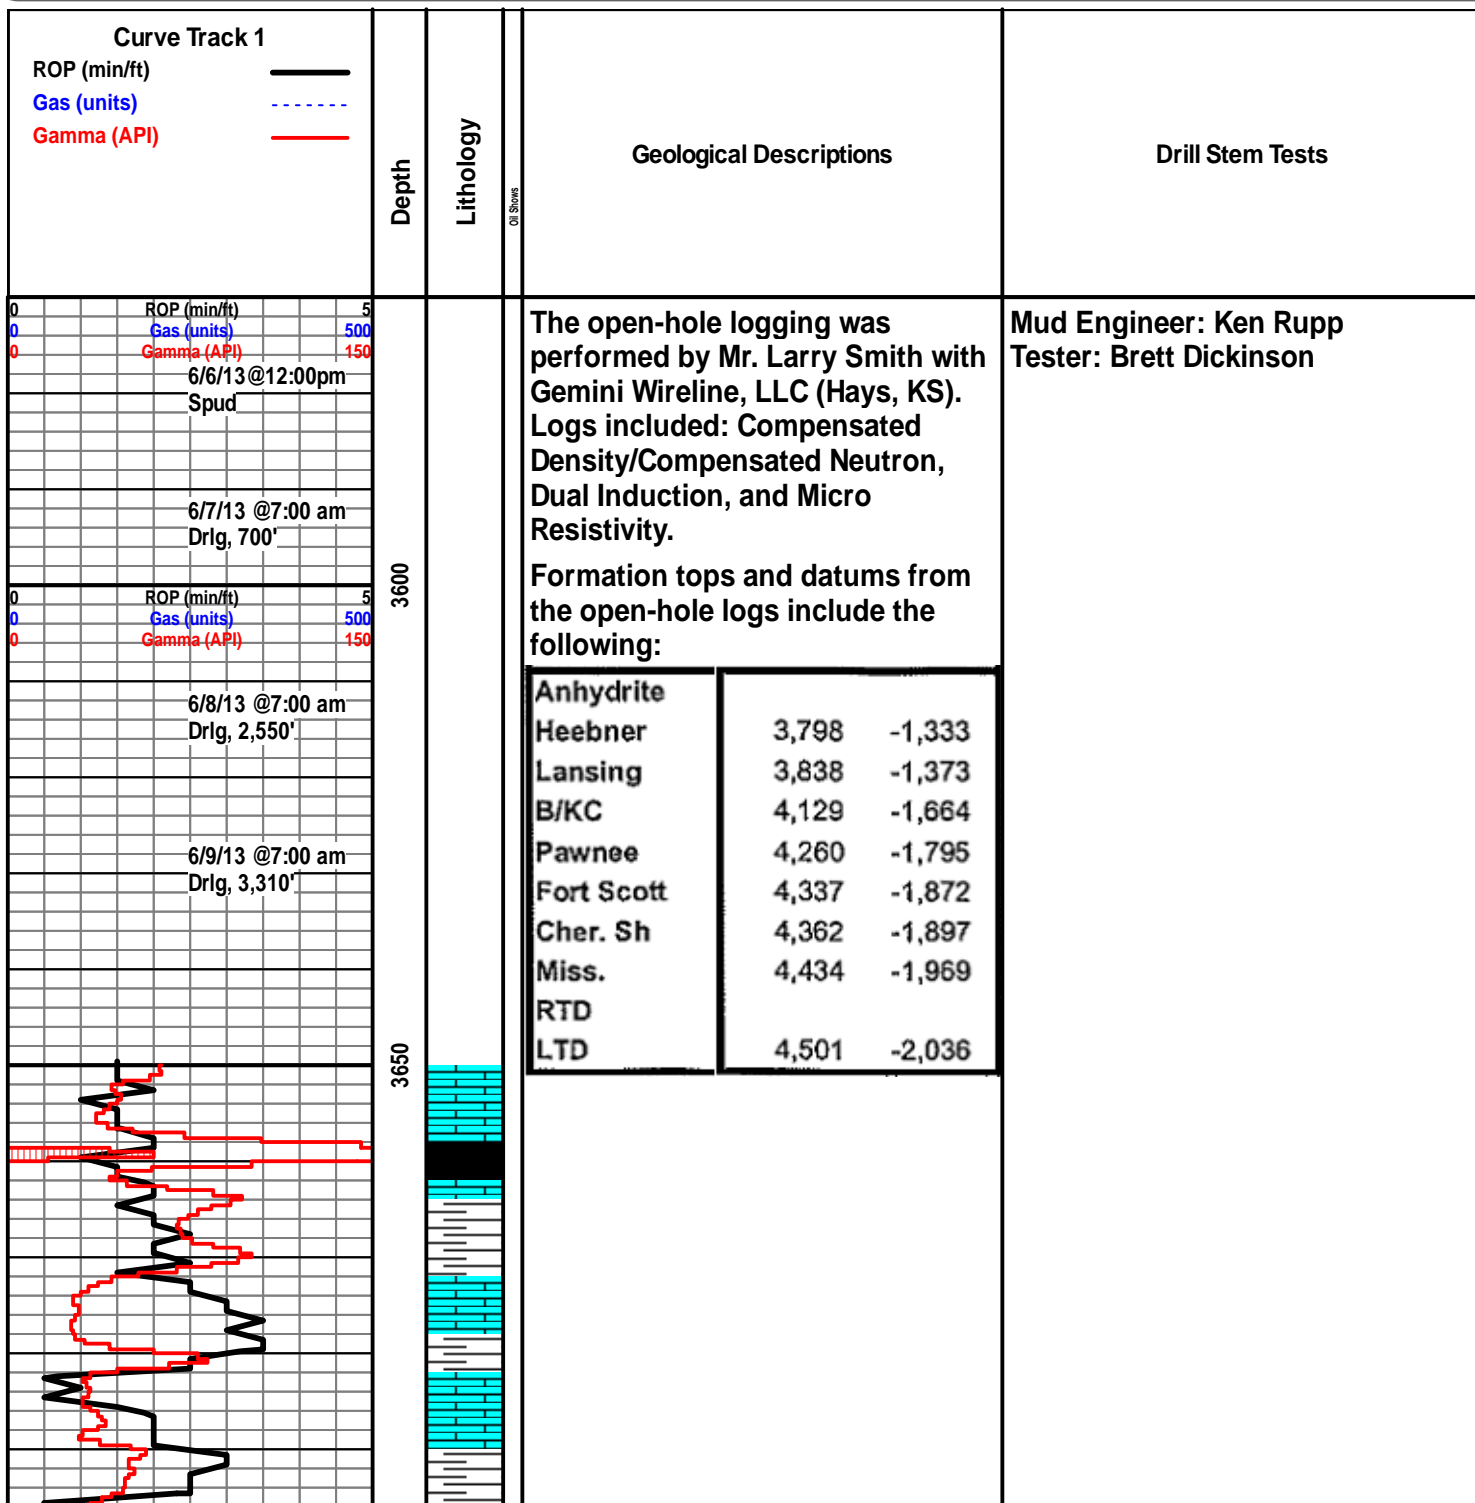 Curve Track 1
ROP (min/ft)
Gas (units)
Gamma (API)
Depth
Lithology
Oil Shows
Geological Descriptions
Drill Stem Tests
0 ROP (min/ft) 5
0 Gas (units) 500
0 Gamma (API) 150
6/6/13@12:00pm
Spud
6/7/13 @7:00 am
Drlg, 700'
3600
0 ROP (min/ft) 5
0 Gas (units) 500
0 Gamma (API) 150
6/8/13 @7:00 am
Drlg, 2,550'
6/9/13 @7:00 am
Drlg, 3,310'
3650
The open-hole logging was
performed by Mr. Larry Smith with
Gemini Wireline, LLC (Hays, KS).
Logs included: Compensated
Density/Compensated Neutron,
Dual Induction, and Micro
Resistivity.
Formation tops and datums from
the open-hole logs include the
following:
Anhydrite
Heebner 3,798 -1,333
Lansing 3,838 -1,373
B/KC 4,129 -1,664
Pawnee 4,260 -1,795
Fort Scott 4,337 -1,872
Cher. Sh 4,362 -1,897
Miss. 4,434 -1,969
RTD
LTD 4,501 -2,036
Mud Engineer: Ken Rupp
Tester: Brett Dickinson